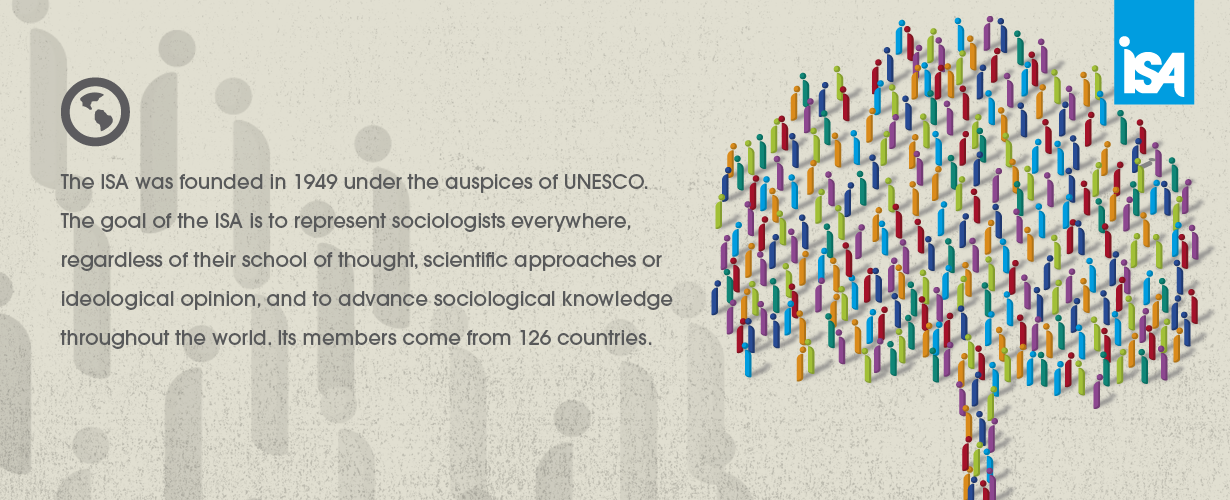 iSA
The ISA was founded in 1949 under the auspices of UNESCO.
The goal of the ISA is to represent sociologists everywhere,
regardless of their school of thought, scientific approaches or
ideological opinion, and to advance sociological knowledge
throughout the world. Its members come from 126 countries.